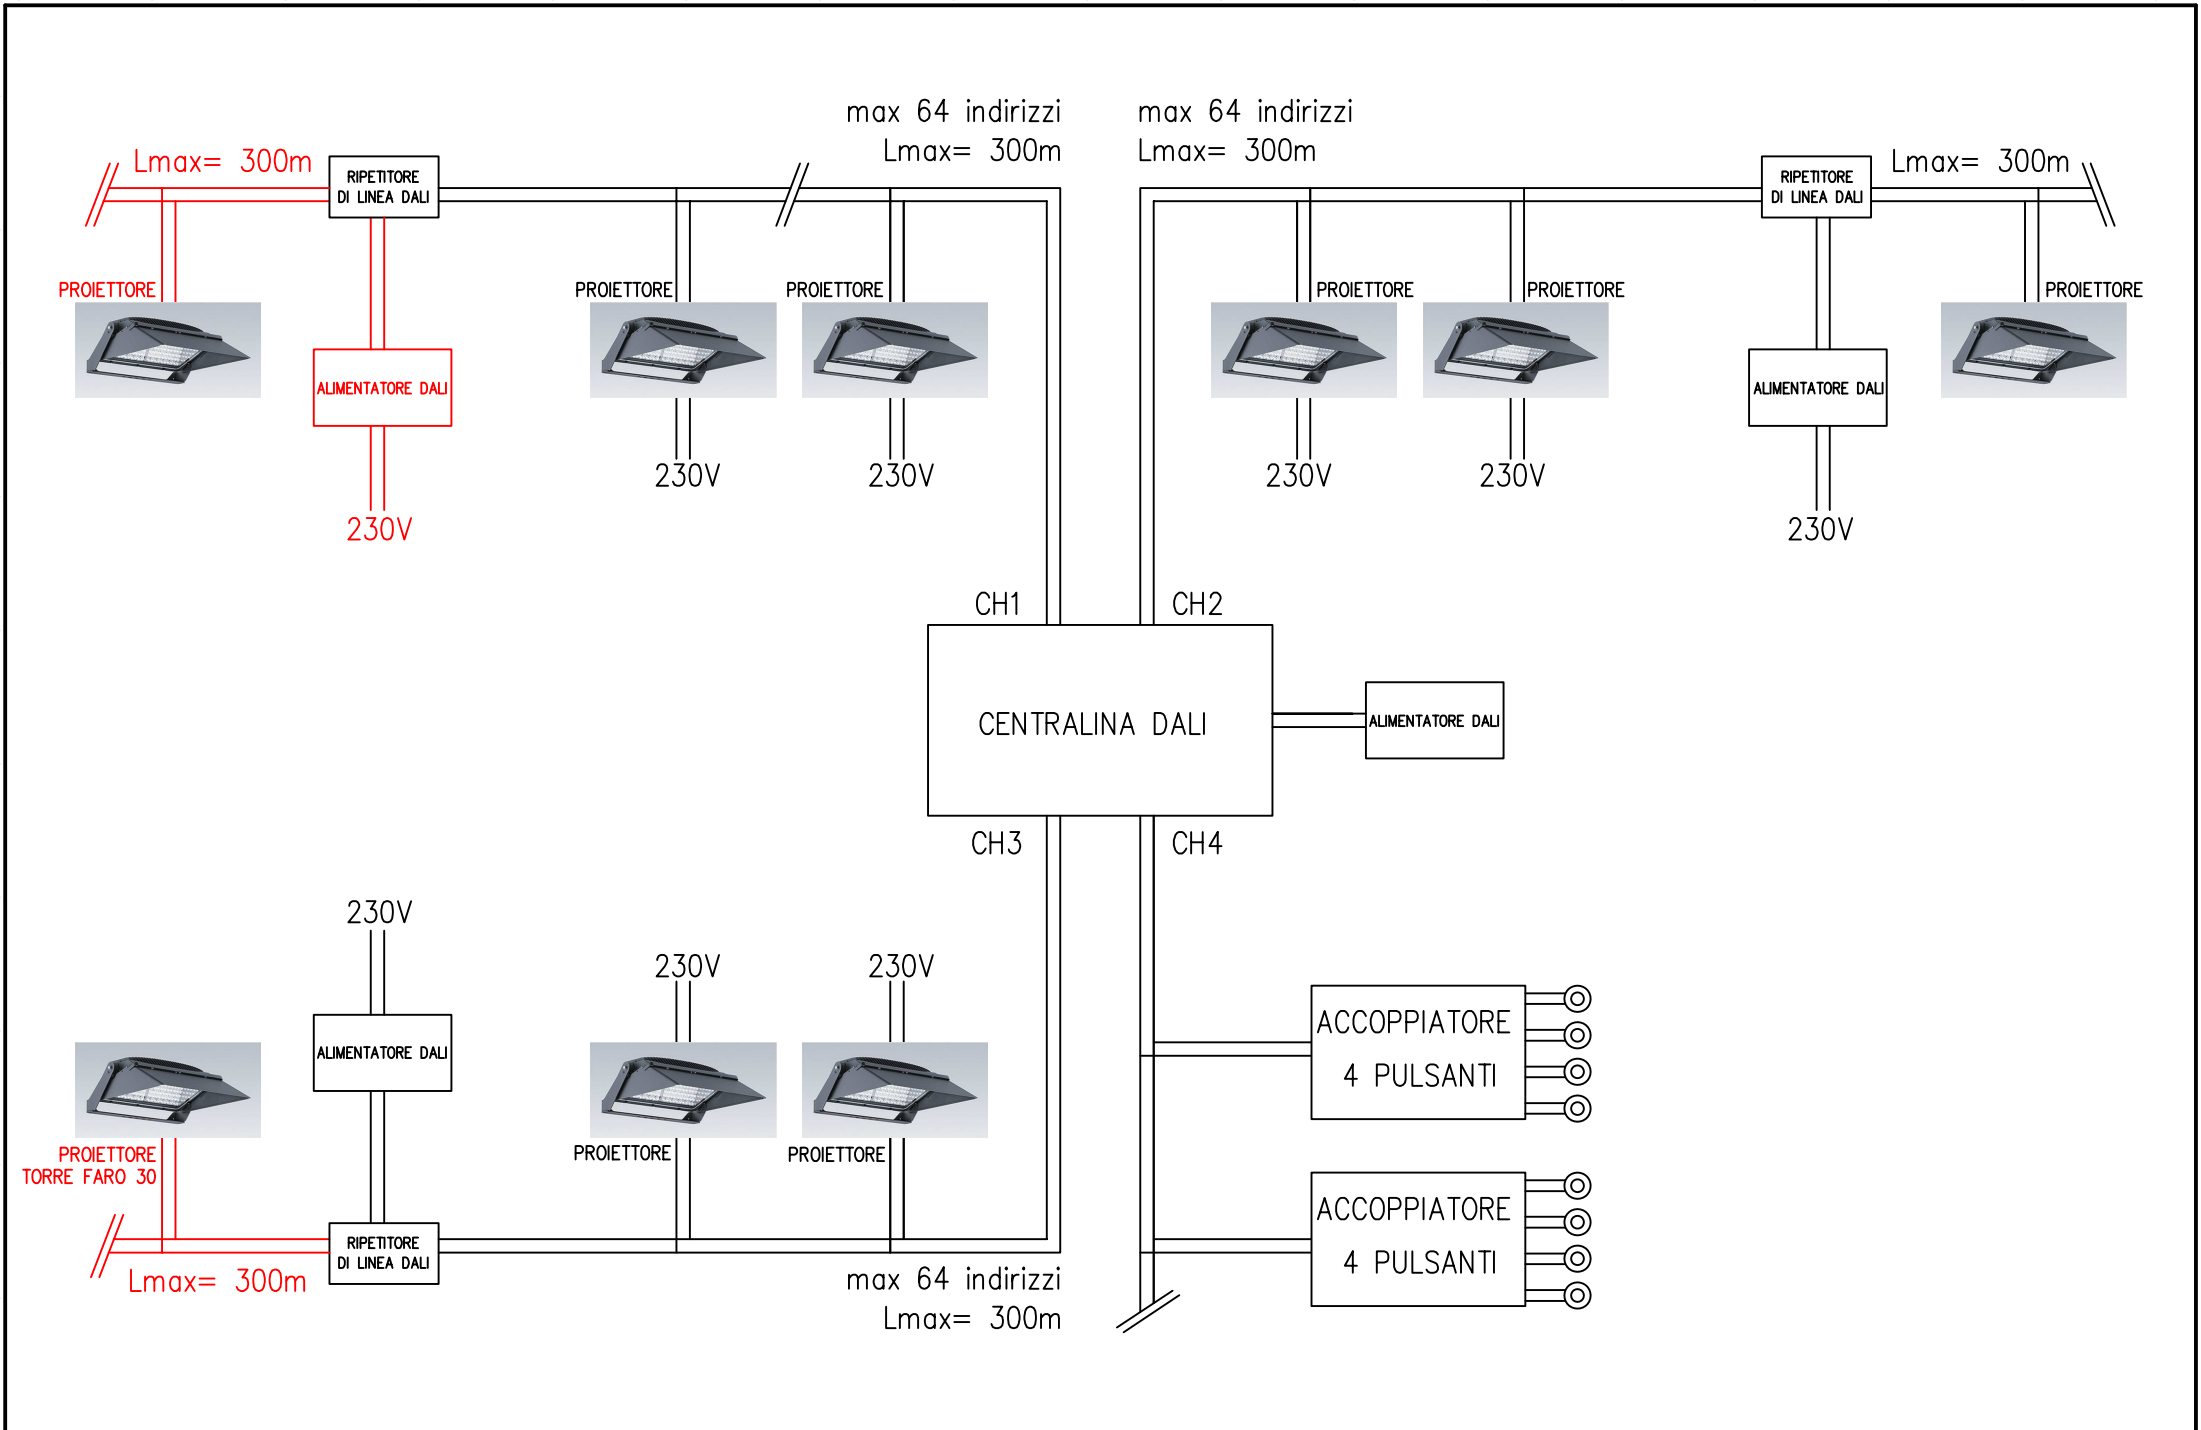 max 64 indirizzi
Lmax= 300m
max 64 indirizzi
Lmax= 300m
Lmax= 300m
RIPETITORE
DI LINEA DALI
RIPETITORE
DI LINEA DALI
Lmax= 300m
PROIETTORE
PROIETTORE
PROIETTORE
PROIETTORE
PROIETTORE
PROIETTORE
ALIMENTATORE DALI
ALIMENTATORE DALI
230V
230V
230V
230V
230V
230V
CH1
CH2
CENTRALINA DALI
ALIMENTATORE DALI
CH3
CH4
230V
230V
230V
ALIMENTATORE DALI
ACCOPPIATORE
4 PULSANTI
PROIETTORE
TORRE FARO 30
PROIETTORE
PROIETTORE
ACCOPPIATORE
4 PULSANTI
RIPETITORE
DI LINEA DALI
Lmax= 300m
max 64 indirizzi
Lmax= 300m